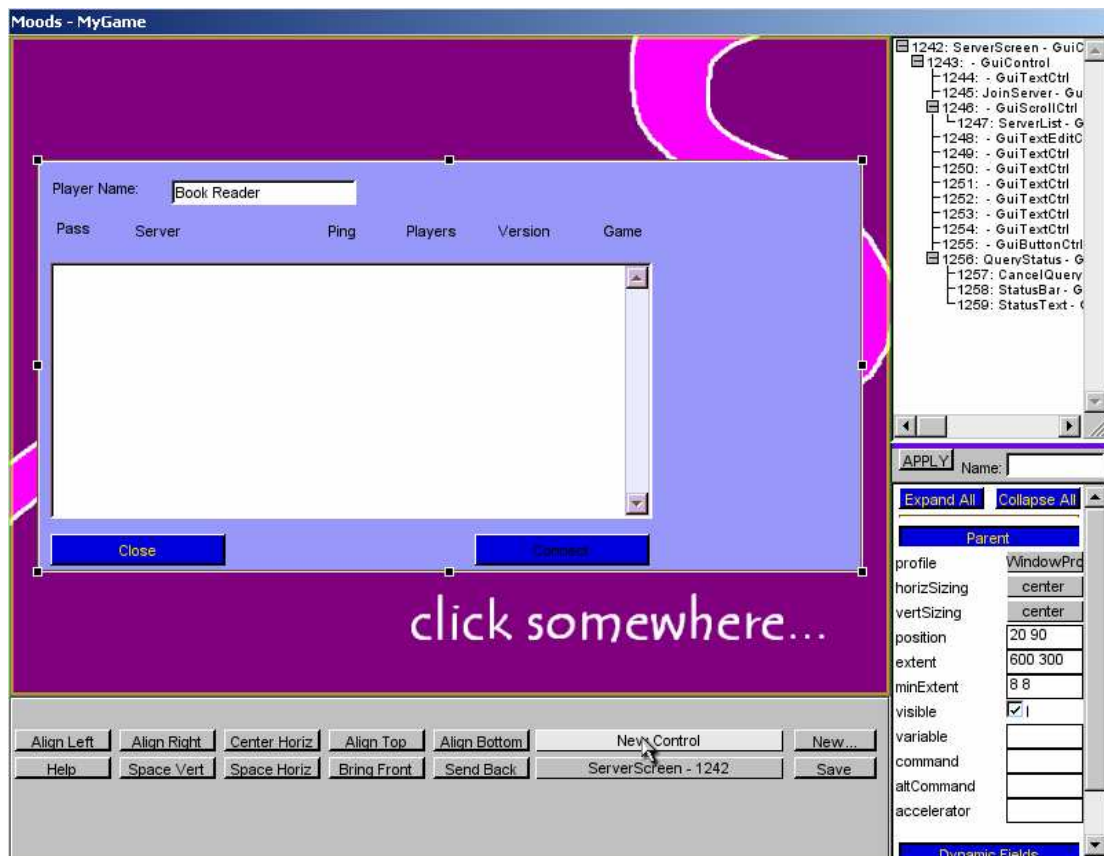 Moods - MyGame
1242: ServerScreen - GuiC
1243: - GuiControl
1244: - GuiTextCtrl
1245: JoinServer - Gu
1246: - GuiScrollCtrl
1247: ServerList - G
1248: - GuiTextEditC
1249: - GuiTextCtrl
1250: - GuiTextCtrl
1251: - GuiTextCtrl
1252: - GuiTextCtrl
1253: - GuiTextCtrl
1254: - GuiTextCtrl
1255: - GuiButtonCtrl
1256: QueryStatus - G
1257: CancelQuery
1258: StatusBar - G
1259: StatusText -
Player Name: Book Reader
Pass Server Ping Players Version Game
Close Connect
click somewhere...
APPLY Name:
Expand All Collapse All
Parent
profile WindowPro
horizSizing center
vertSizing center
position 20 90
extent 600 300
minExtent 8 8
visible
variable
command
altCommand
accelerator
Dynamic Fields
Align Left Align Right Center Horiz Align Top Align Bottom New Control New...
Help Space Vert Space Horiz Bring Front Send Back ServerScreen - 1242 Save